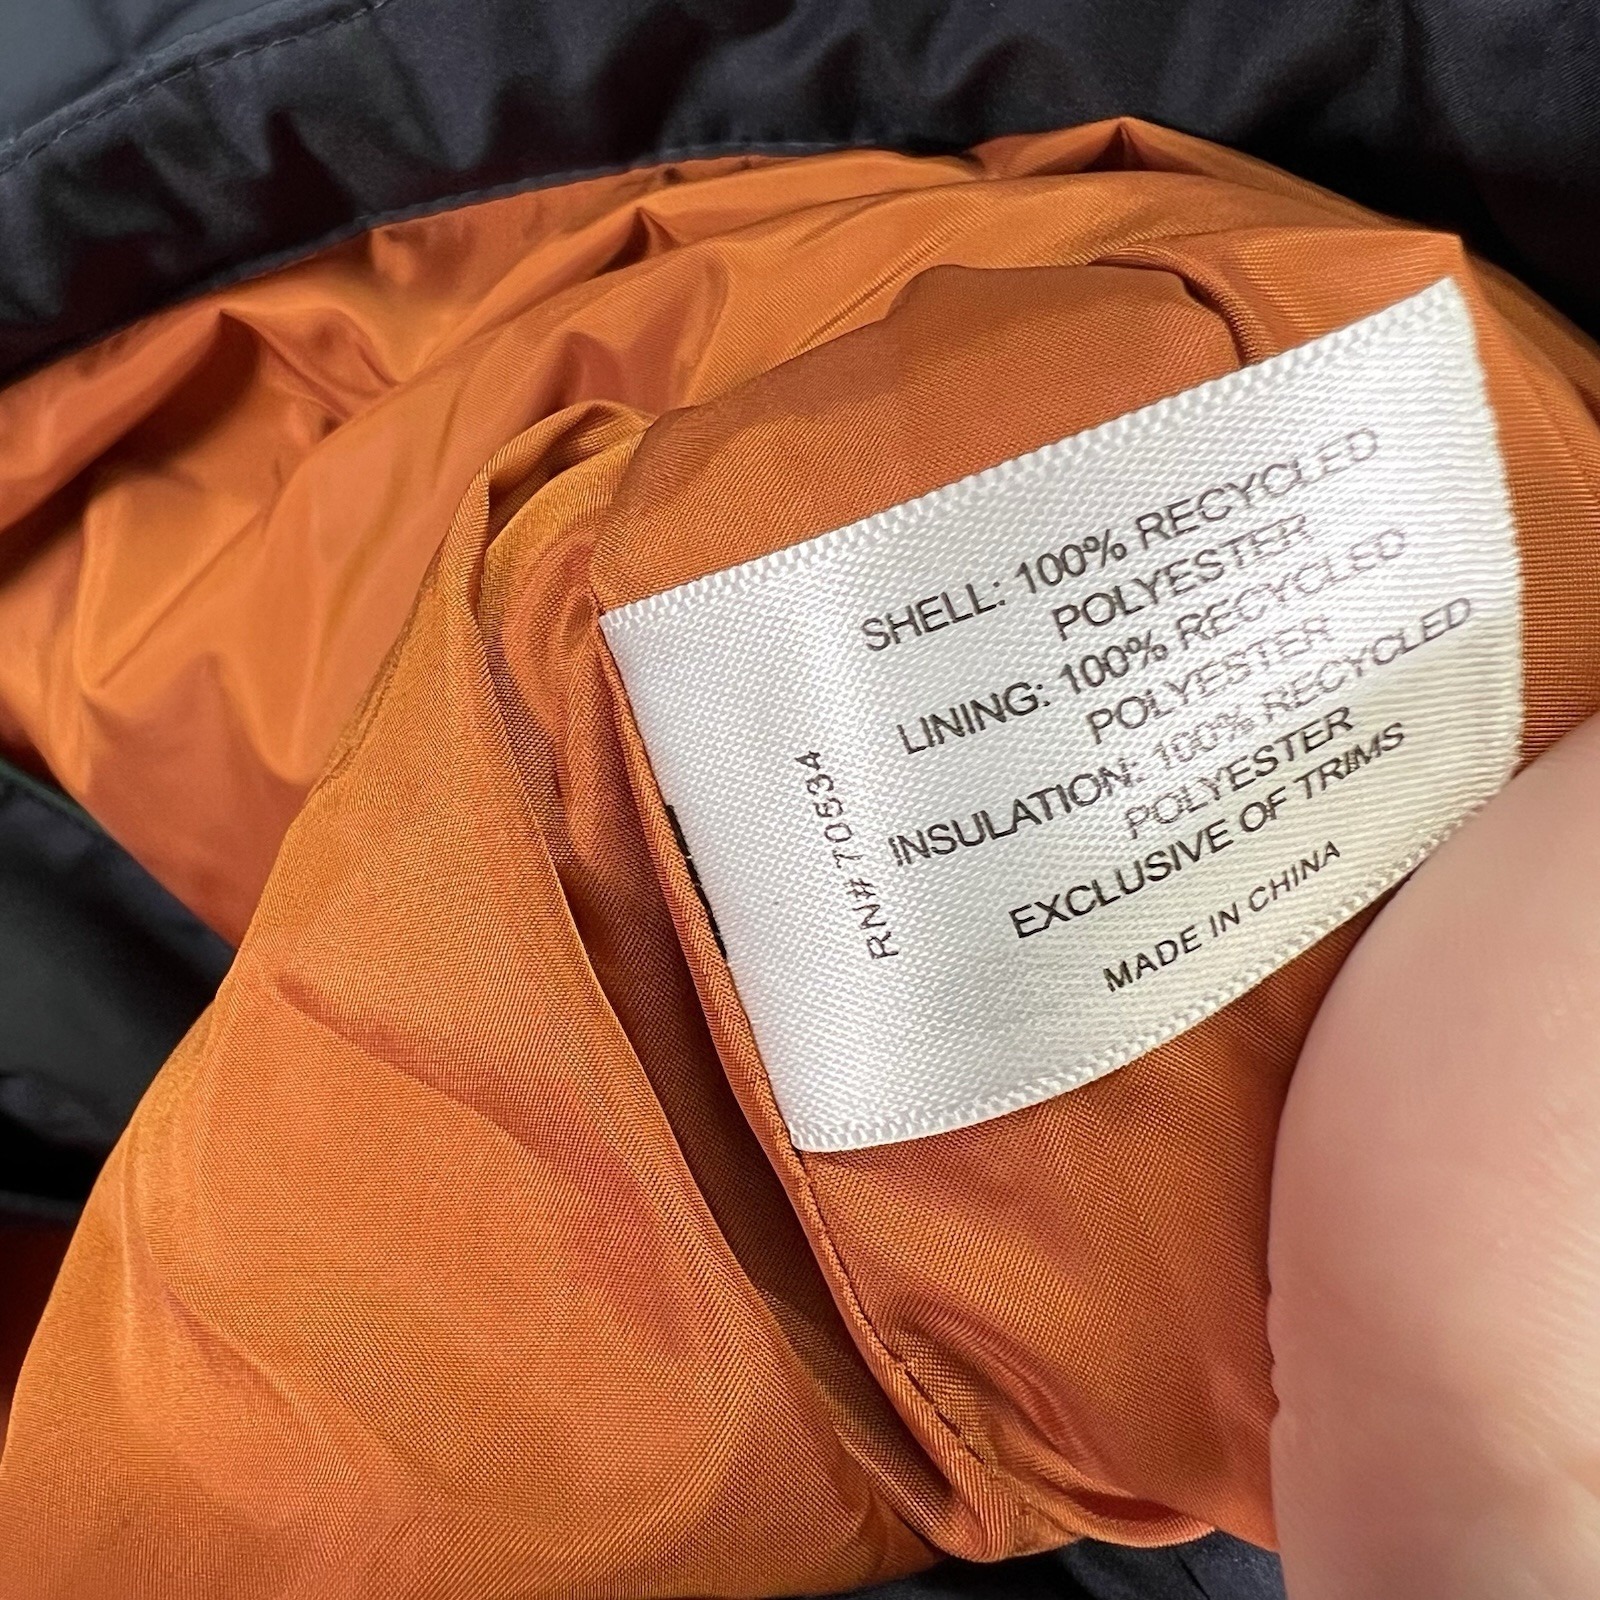 SHELL: 100% RECYCLED
POLYESTER
LINING: 100% RECYCLED
POLYESTER
INSULATION: 100% RECYCLED
POLYESTER
EXCLUSIVE OF TRIMS
MADE IN CHINA
RN# 70534